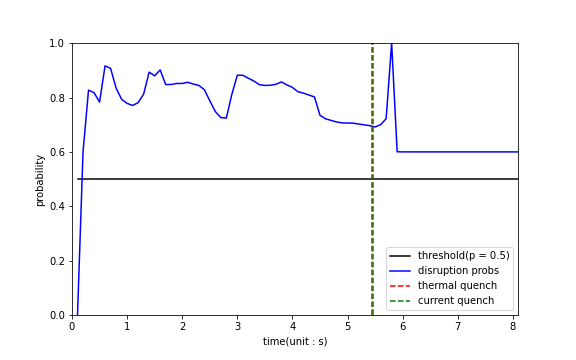 1.0
0.8
0.6
0.4
0.2
0.0
probability
0 1 2 3 4 5 6 7 8
time(unit : s)
threshold(p = 0.5)
disruption probs
thermal quench
current quench